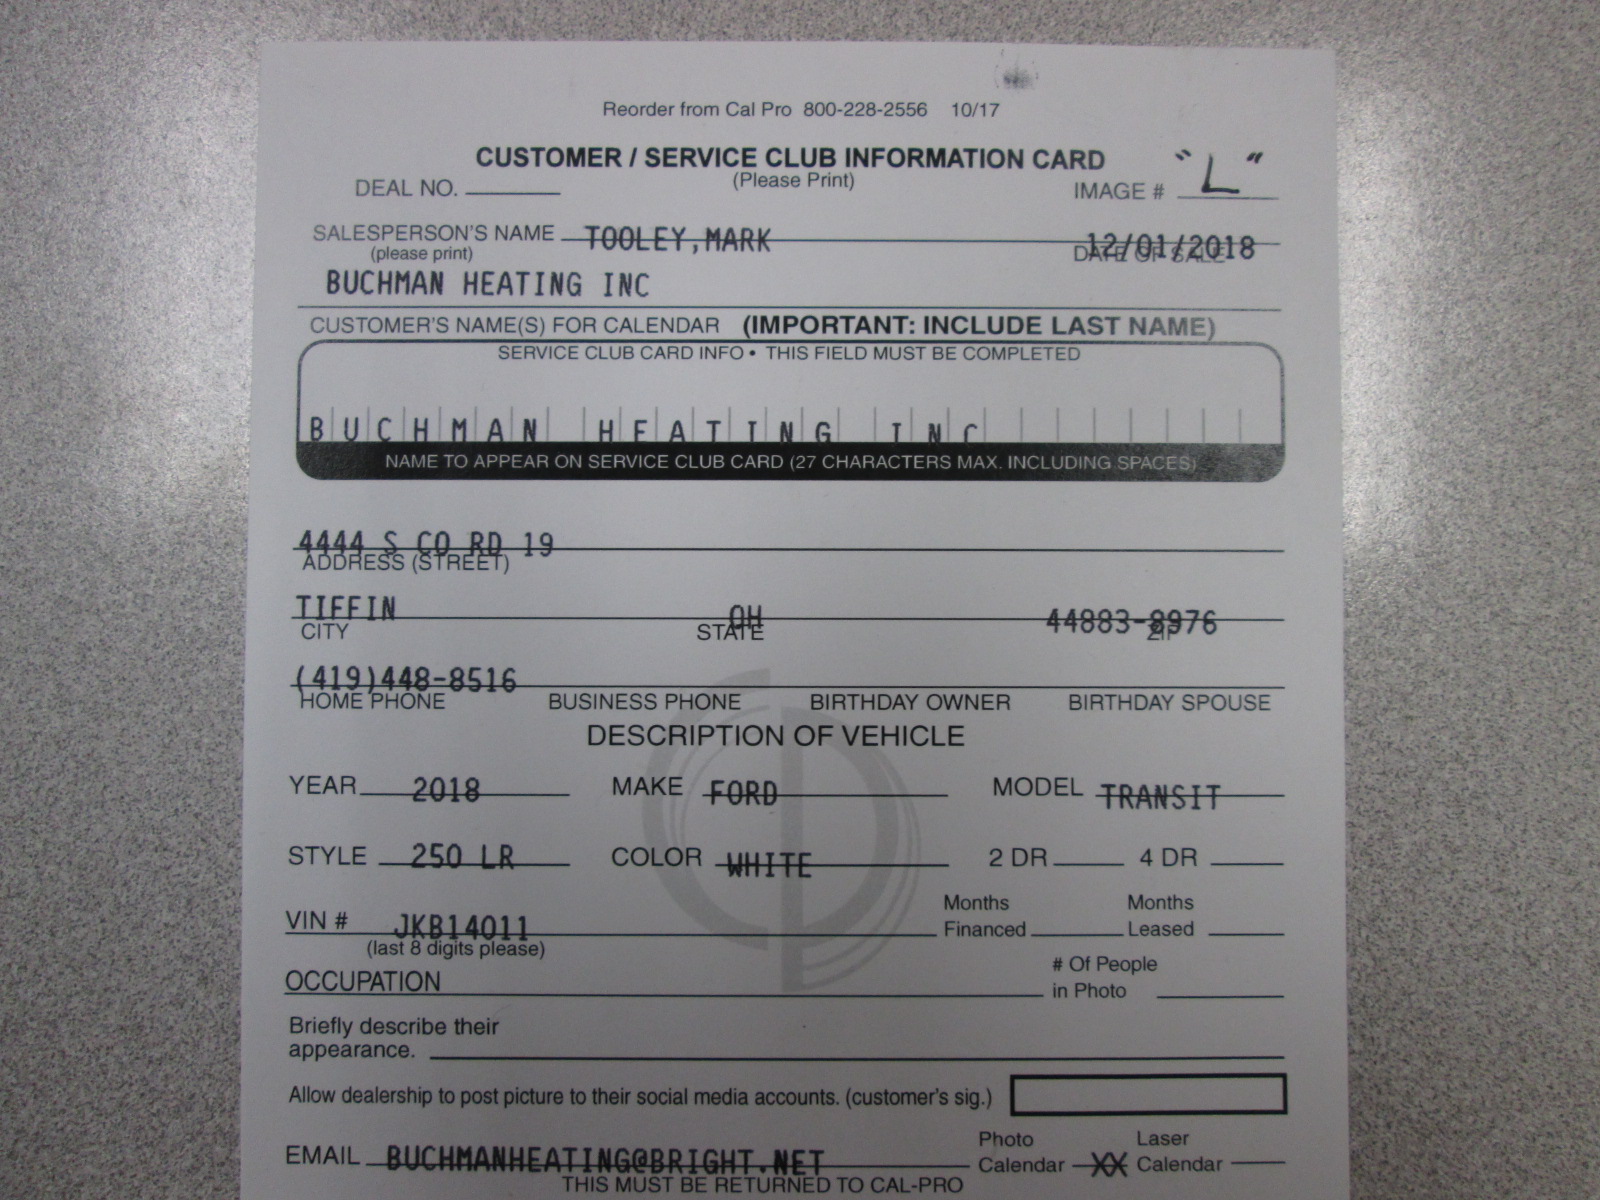 Reorder from Cal Pro 800-228-2556 10/17
CUSTOMER / SERVICE CLUB INFORMATION CARD
(Please Print)
DEAL NO. IMAGE # "L"
SALESPERSON'S NAME TOOLEY,MARK 12/01/2018
(please print) DATE OF SALE
BUCHMAN HEATING INC
CUSTOMER'S NAME(S) FOR CALENDAR (IMPORTANT: INCLUDE LAST NAME)
SERVICE CLUB CARD INFO • THIS FIELD MUST BE COMPLETED
BUCHMAN HEATING INC
NAME TO APPEAR ON SERVICE CLUB CARD (27 CHARACTERS MAX. INCLUDING SPACES)
4444 S CO RD 19
ADDRESS (STREET)
TIFFIN OH 44883-8976
CITY STATE ZIP
(419)448-8516
HOME PHONE BUSINESS PHONE BIRTHDAY OWNER BIRTHDAY SPOUSE
DESCRIPTION OF VEHICLE
YEAR 2018 MAKE FORD MODEL TRANSIT
STYLE 250 LR COLOR WHITE 2 DR 4 DR
VIN # JKB14011 Months Financed Months Leased
(last 8 digits please)
OCCUPATION # Of People in Photo
Briefly describe their
appearance.
Allow dealership to post picture to their social media accounts. (customer's sig.)
EMAIL BUCHMANHEATING@BRIGHT.NET Photo Calendar XX Laser Calendar
THIS MUST BE RETURNED TO CAL-PRO